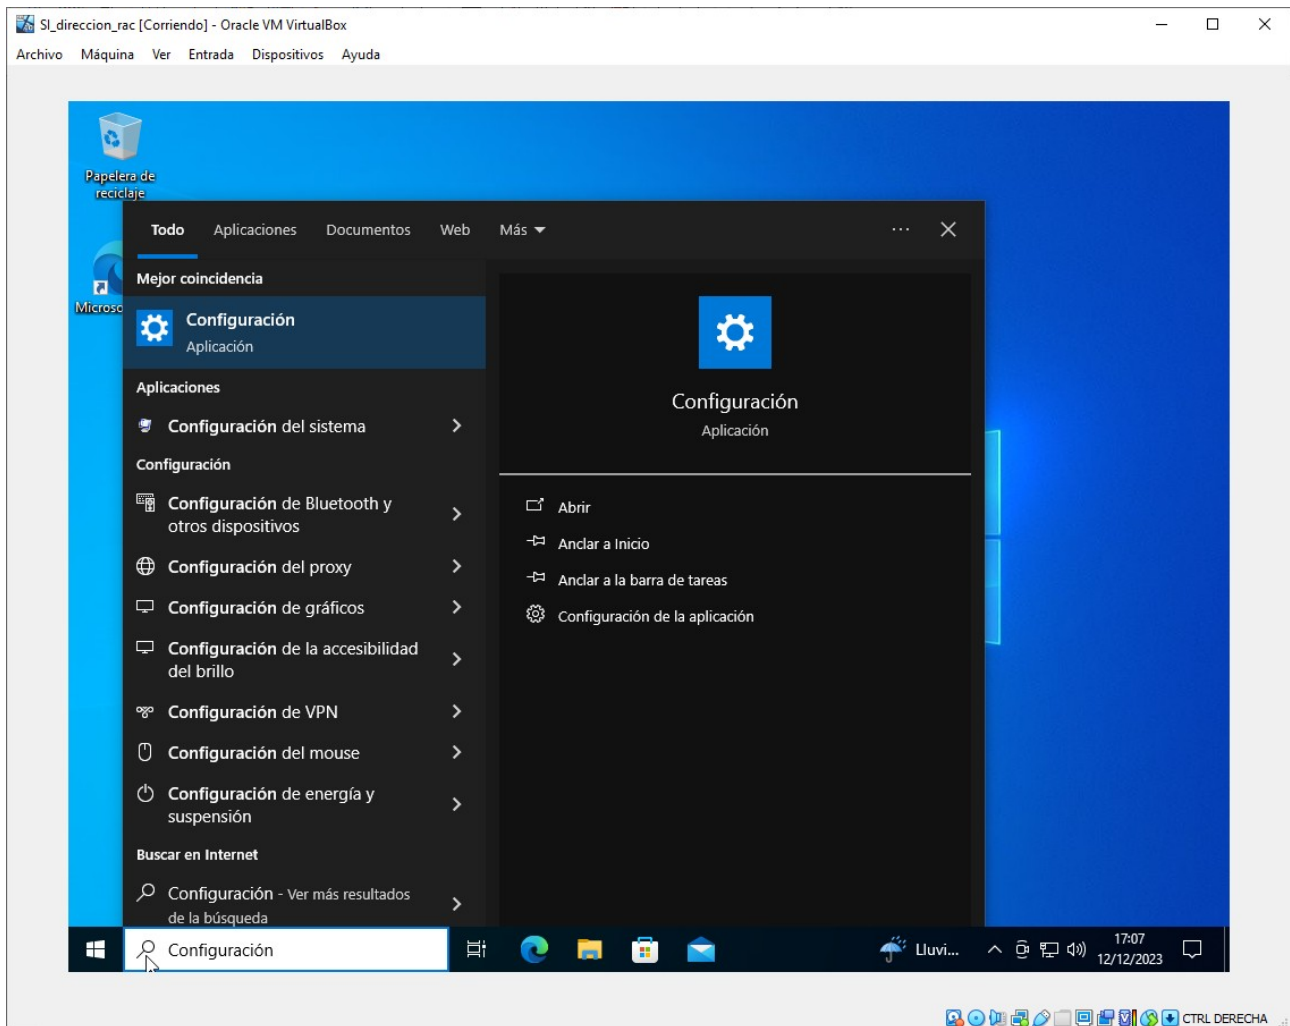 SI_direccion_rac [Corriendo] - Oracle VM VirtualBox
Archivo Máquina Ver Entrada Dispositivos Ayuda
Papelera de
reciclaje
Todo Aplicaciones Documentos Web Más
Mejor coincidencia
Microso
Configuración
Aplicación
Aplicaciones
Configuración del sistema
Configuración
Configuración de Bluetooth y
otros dispositivos
Configuración del proxy
Configuración de gráficos
Configuración de la accesibilidad
del brillo
Configuración de VPN
Configuración del mouse
Configuración de energía y
suspensión
Buscar en Internet
Configuración - Ver más resultados
de la búsqueda
Configuración
Aplicación
Abrir
Anclar a Inicio
Anclar a la barra de tareas
Configuración de la aplicación
Configuración
Lluvi...
17:07
12/12/2023
CTRL DERECHA